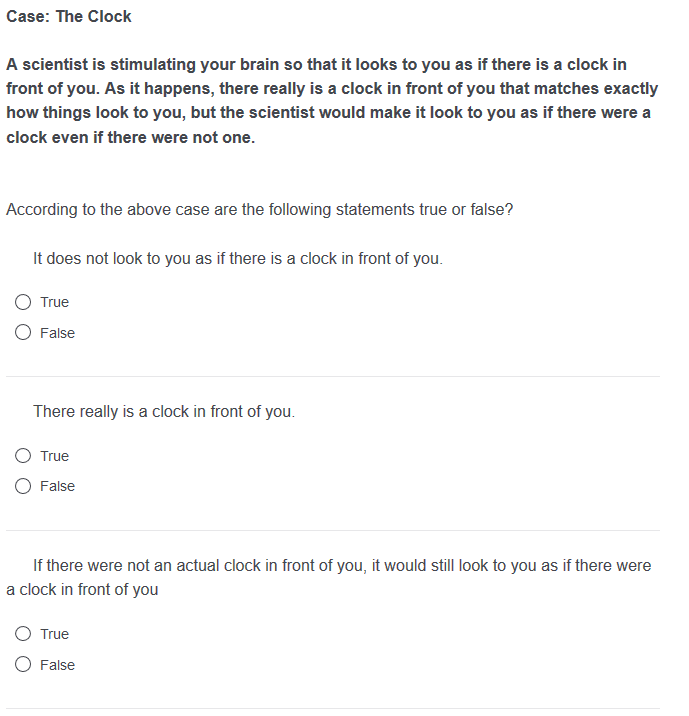 Case: The Clock
A scientist is stimulating your brain so that it looks to you as if there is a clock in
front of you. As it happens, there really is a clock in front of you that matches exactly
how things look to you, but the scientist would make it look to you as if there were a
clock even if there were not one.
According to the above case are the following statements true or false?
It does not look to you as if there is a clock in front of you.
True
False
There really is a clock in front of you.
True
False
If there were not an actual clock in front of you, it would still look to you as if there were
a clock in front of you
True
False